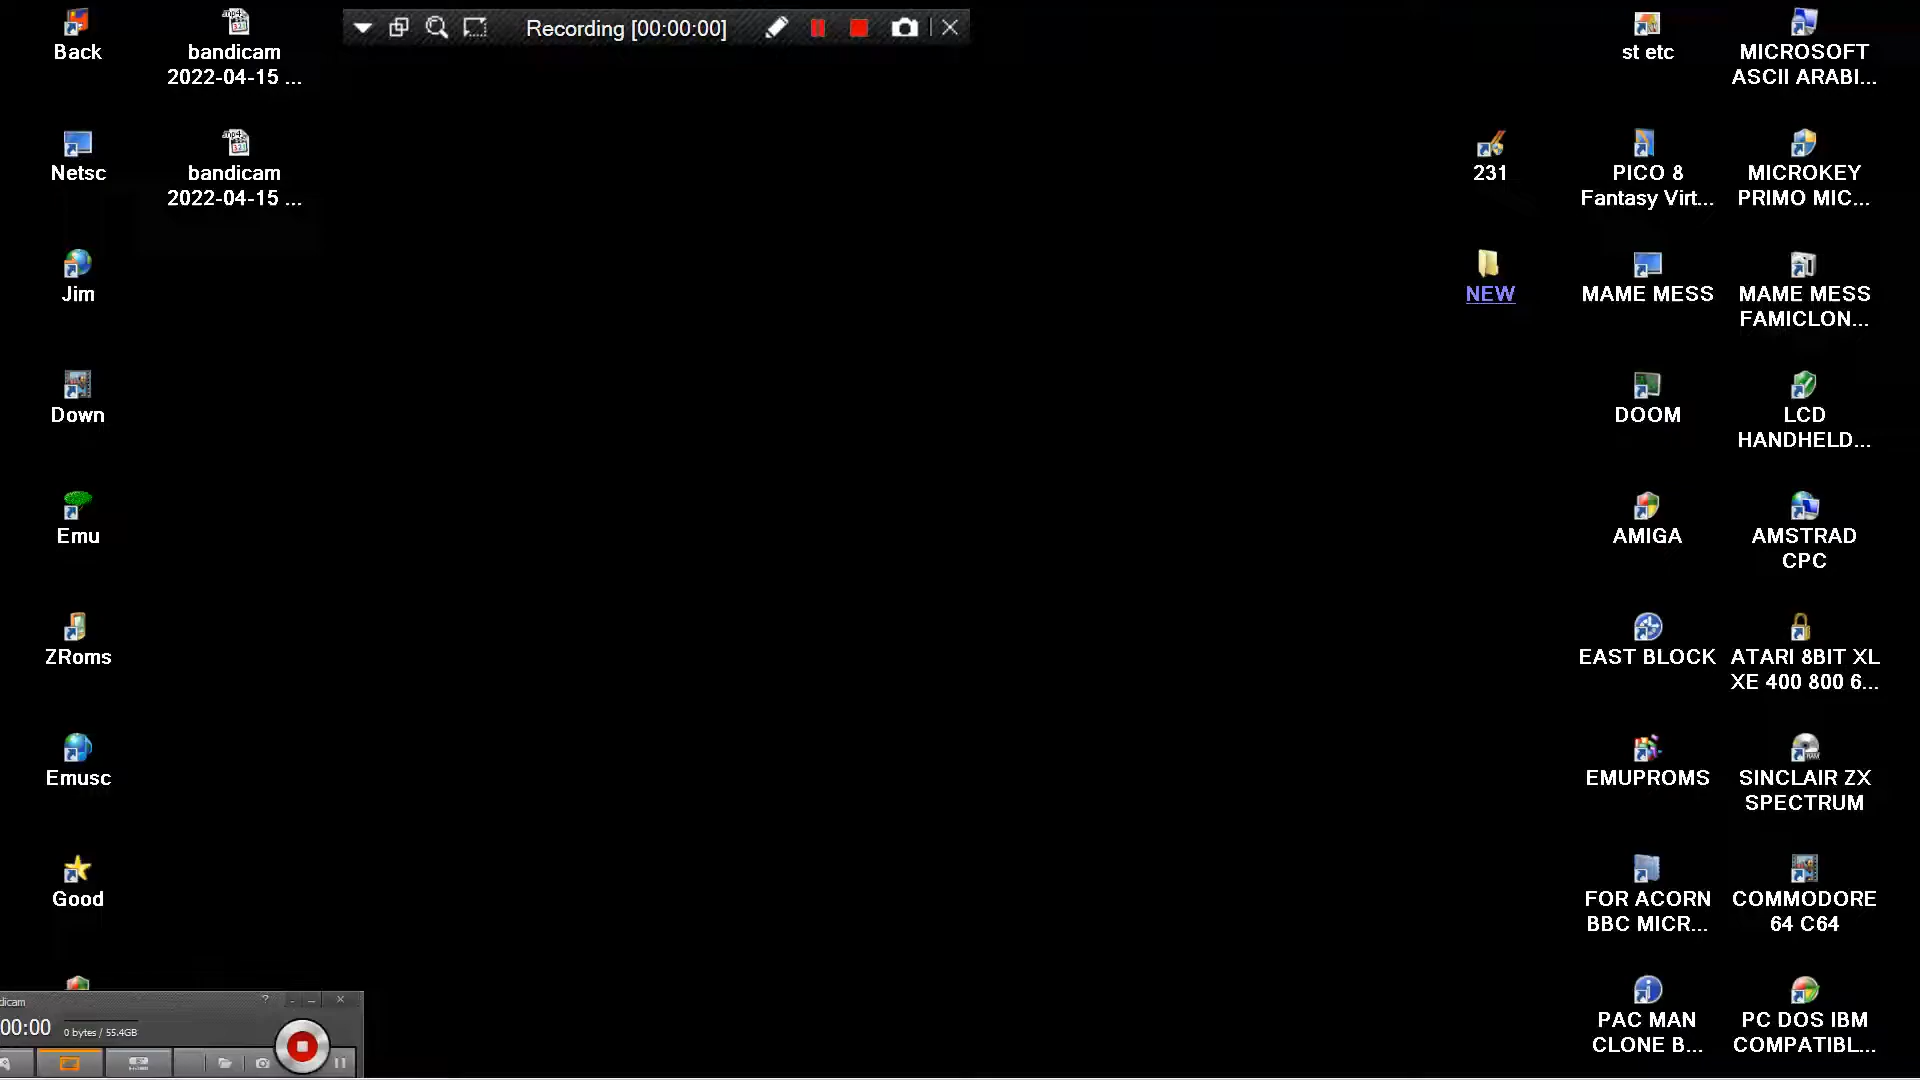 Back
bandicam
2022-04-15 ...
Recording [00:00:00]
st etc
MICROSOFT
ASCII ARABI...
Netsc
bandicam
2022-04-15 ...
231
PICO 8
Fantasy Virt...
MICROKEY
PRIMO MIC...
Jim
NEW
MAME MESS
MAME MESS
FAMICLON...
Down
DOOM
LCD
HANDHELD...
Emu
AMIGA
AMSTRAD
CPC
ZRoms
EAST BLOCK
ATARI 8BIT XL
XE 400 800 6...
Emusc
EMUPROMS
SINCLAIR ZX
SPECTRUM
Good
FOR ACORN
BBC MICR...
COMMODORE
64 C64
dicam
00:00
0 bytes / 55.4GB
PAC MAN
CLONE B...
PC DOS IBM
COMPATIBL...